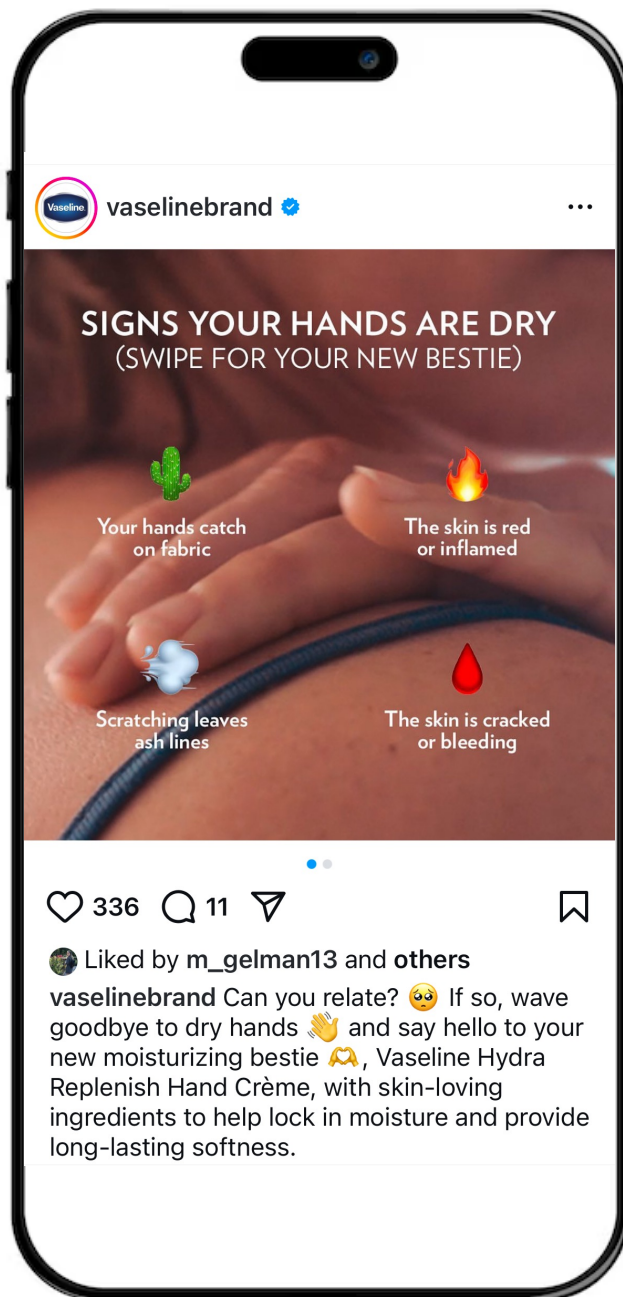 Vaseline
vaselinebrand
SIGNS YOUR HANDS ARE DRY
(SWIPE FOR YOUR NEW BESTIE)
🌵
Your hands catch
on fabric
🔥
The skin is red
or inflamed
💨
Scratching leaves
ash lines
🩸
The skin is cracked
or bleeding
336 11
Liked by m_gelman13 and others
vaselinebrand Can you relate? 🥺 If so, wave
goodbye to dry hands 👋 and say hello to your
new moisturizing bestie 🫶, Vaseline Hydra
Replenish Hand Crème, with skin-loving
ingredients to help lock in moisture and provide
long-lasting softness.